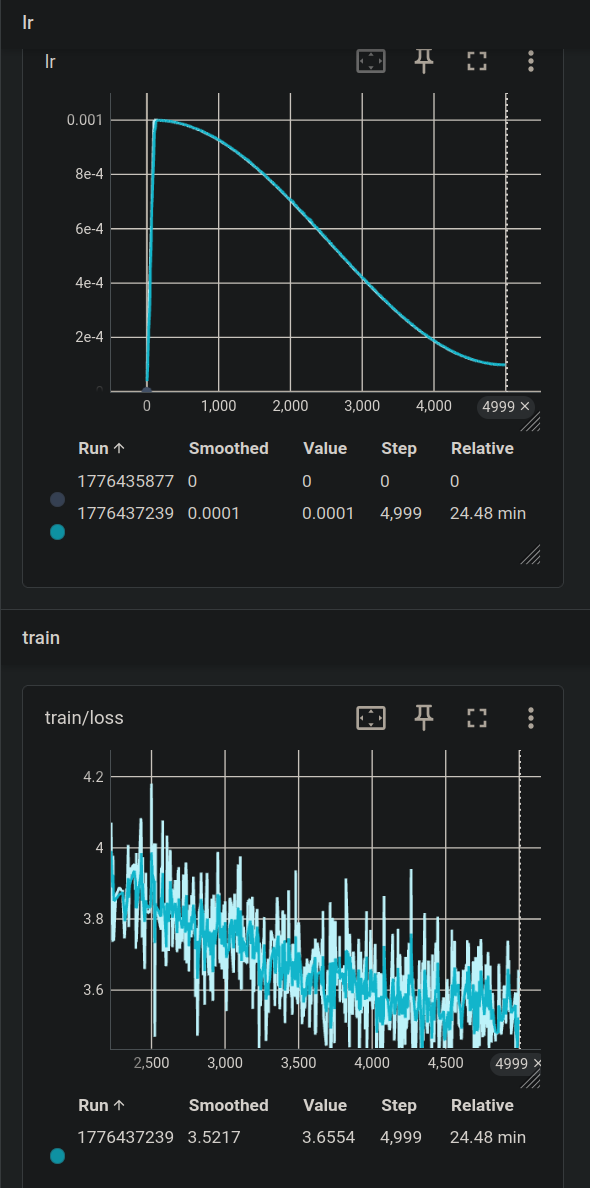 lr
lr
0.001
8e-4
6e-4
4e-4
2e-4
0
0 1,000 2,000 3,000 4,000 4999 ×
Run ↑ Smoothed Value Step Relative
1776435877 0 0 0 0
1776437239 0.0001 0.0001 4,999 24.48 min
train
train/loss
4.2
4
3.8
3.6
2,500 3,000 3,500 4,000 4,500 4999 ×
Run ↑ Smoothed Value Step Relative
1776437239 3.5217 3.6554 4,999 24.48 min